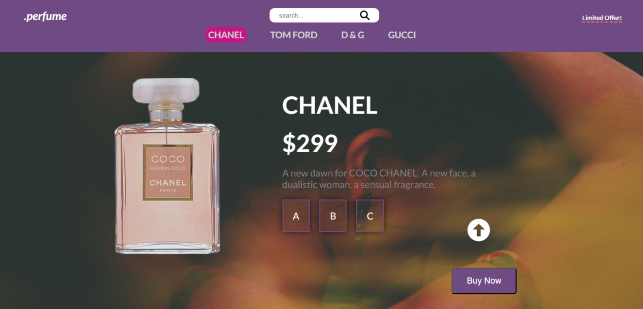 .perfume
search...
Limited Offer!
CHANEL TOM FORD D & G GUCCI
COCO
MADEMOISELLE
CHANEL
PARIS
CHANEL
$299
A new dawn for COCO CHANEL. A new face, a
dualistic woman, a sensual fragrance.
A B C
Buy Now